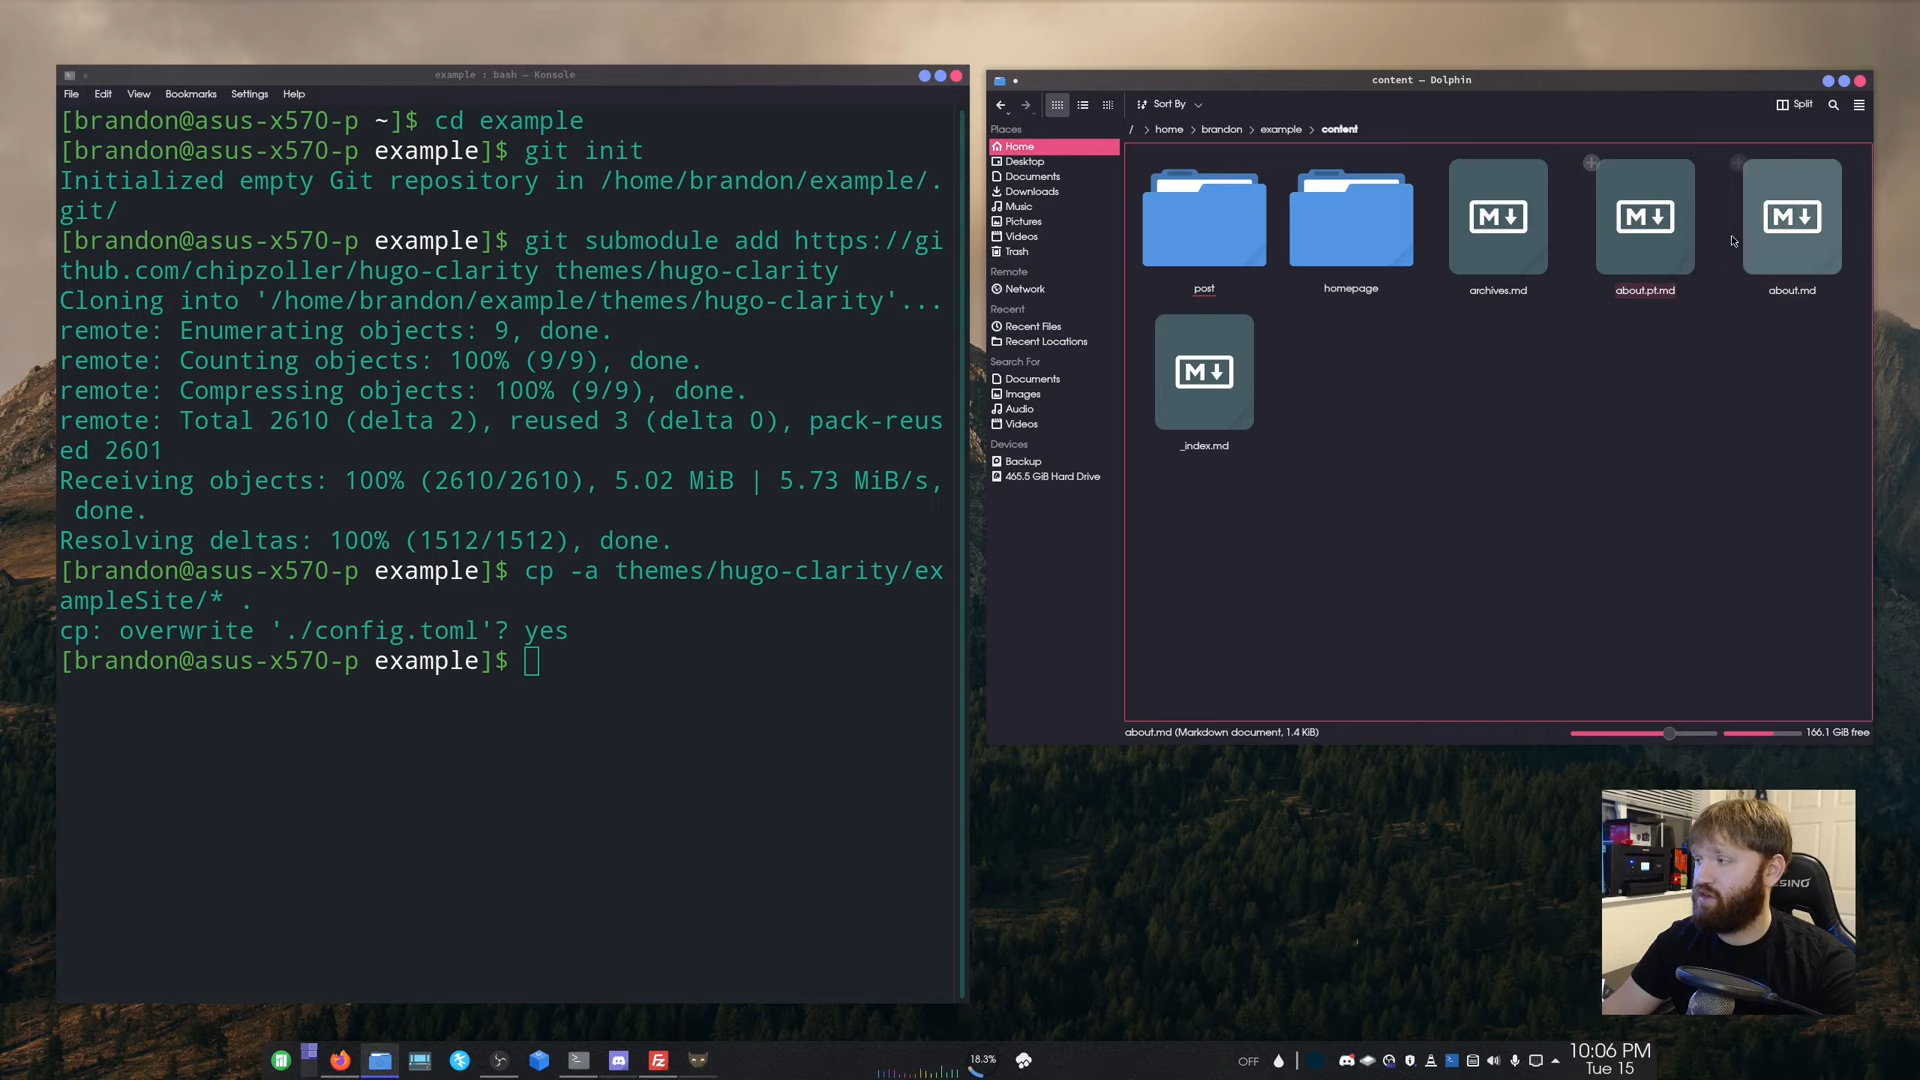 example : bash — Konsole
File Edit View Bookmarks Settings Help
[brandon@asus-x570-p ~]$ cd example
[brandon@asus-x570-p example]$ git init
Initialized empty Git repository in /home/brandon/example/.
git/
[brandon@asus-x570-p example]$ git submodule add https://gi
thub.com/chipzoller/hugo-clarity themes/hugo-clarity
Cloning into '/home/brandon/example/themes/hugo-clarity'...
remote: Enumerating objects: 9, done.
remote: Counting objects: 100% (9/9), done.
remote: Compressing objects: 100% (9/9), done.
remote: Total 2610 (delta 2), reused 3 (delta 0), pack-reus
ed 2601
Receiving objects: 100% (2610/2610), 5.02 MiB | 5.73 MiB/s,
 done.
Resolving deltas: 100% (1512/1512), done.
[brandon@asus-x570-p example]$ cp -a themes/hugo-clarity/ex
ampleSite/* .
cp: overwrite './config.toml'? yes
[brandon@asus-x570-p example]$
content — Dolphin
Sort By
Split
/ > home > brandon > example > content
Places
Home
Desktop
Documents
Downloads
Music
Pictures
Videos
Trash
Remote
Network
Recent
Recent Files
Recent Locations
Search For
Documents
Images
Audio
Videos
Devices
Backup
465.5 GiB Hard Drive
M
M
M
post
homepage
archives.md
about.pt.md
about.md
M
_index.md
about.md (Markdown document, 1.4 KiB)
166.1 GiB free
18.3%
OFF
10:06 PM
Tue 15